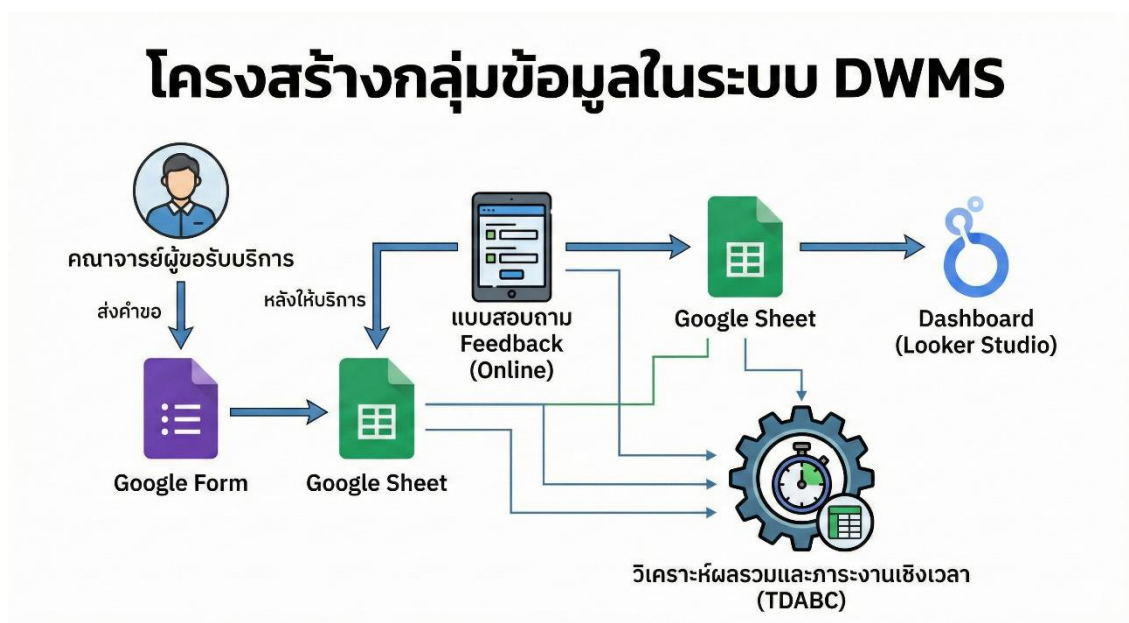 โครงสร้างกลุ่มข้อมูลในระบบ DWMS
คณาจารย์ผู้ขอรับบริการ
ส่งคำขอ
หลังให้บริการ
แบบสอบถาม
Feedback
(Online)
Google Sheet
Dashboard
(Looker Studio)
Google Form
Google Sheet
วิเคราะห์ผลรวมและภาระงานเชิงเวลา
(TDABC)